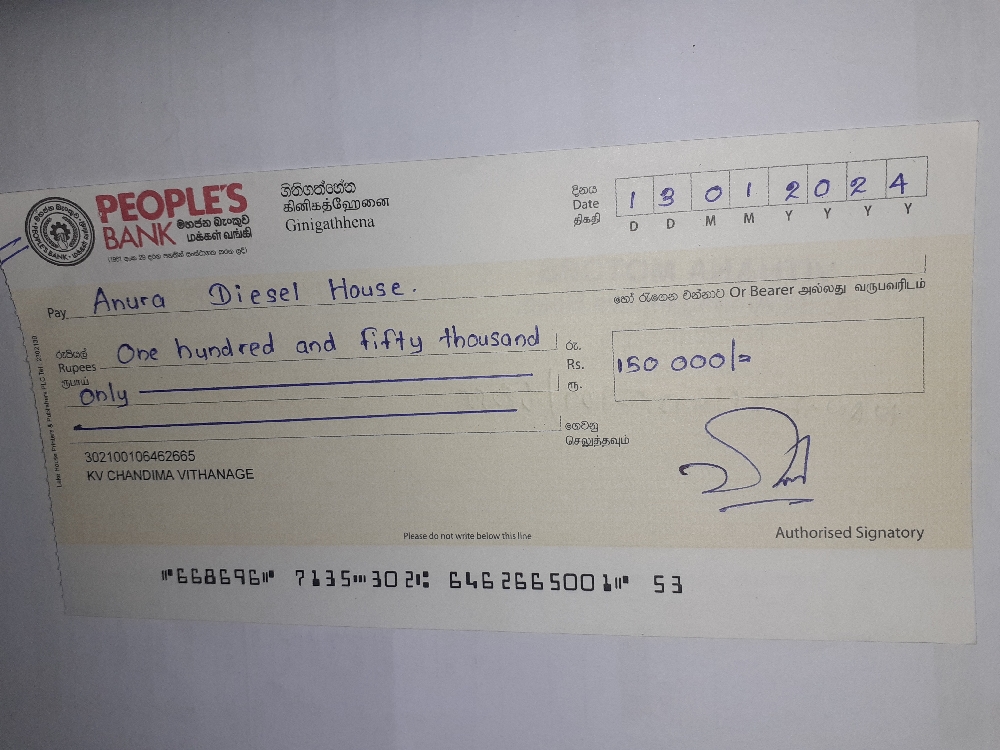 PEOPLE'S
BANK මහජන බැංකුව
மக்கள் வங்கி
ගිනිගත්හේන
கினிகத்ஹேனை
Ginigathhena
දිනය
Date
திகதி
1 3 0 1 2 0 2 4
D D M M Y Y Y Y
Pay Anura Diesel House.
හෝ රැගෙන එන්නාට Or Bearer அல்லது வருபவரிடம்
රුපියල්
Rupees One hundred and fifty thousand
ரூபாய்
only
රු.
Rs. 150 000/=
ரூ.
ගෙවනු
செலுத்தவும்
302100106462665
KV CHANDIMA VITHANAGE
Please do not write below this line
Authorised Signatory
⑈668696⑈ 7135⑉302⑆ 6462665001⑈ 53